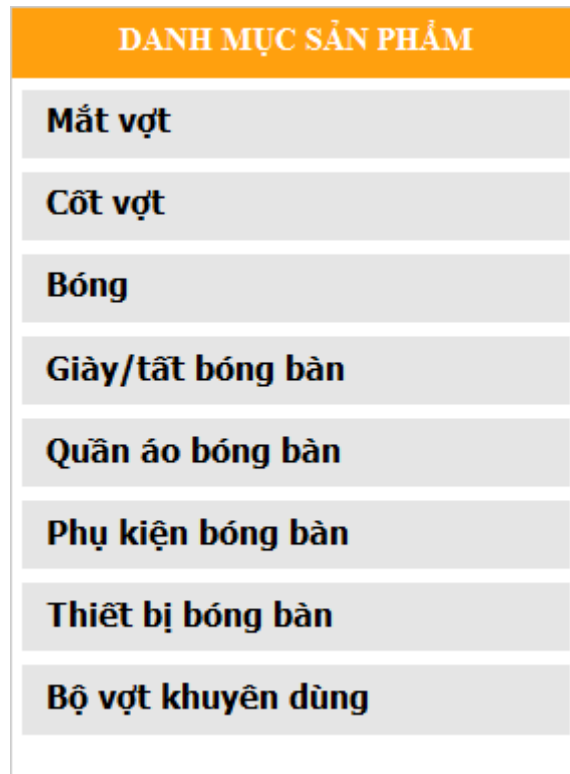 DANH MỤC SẢN PHẨM
Mắt vợt
Cốt vợt
Bóng
Giày/tất bóng bàn
Quần áo bóng bàn
Phụ kiện bóng bàn
Thiết bị bóng bàn
Bộ vợt khuyên dùng